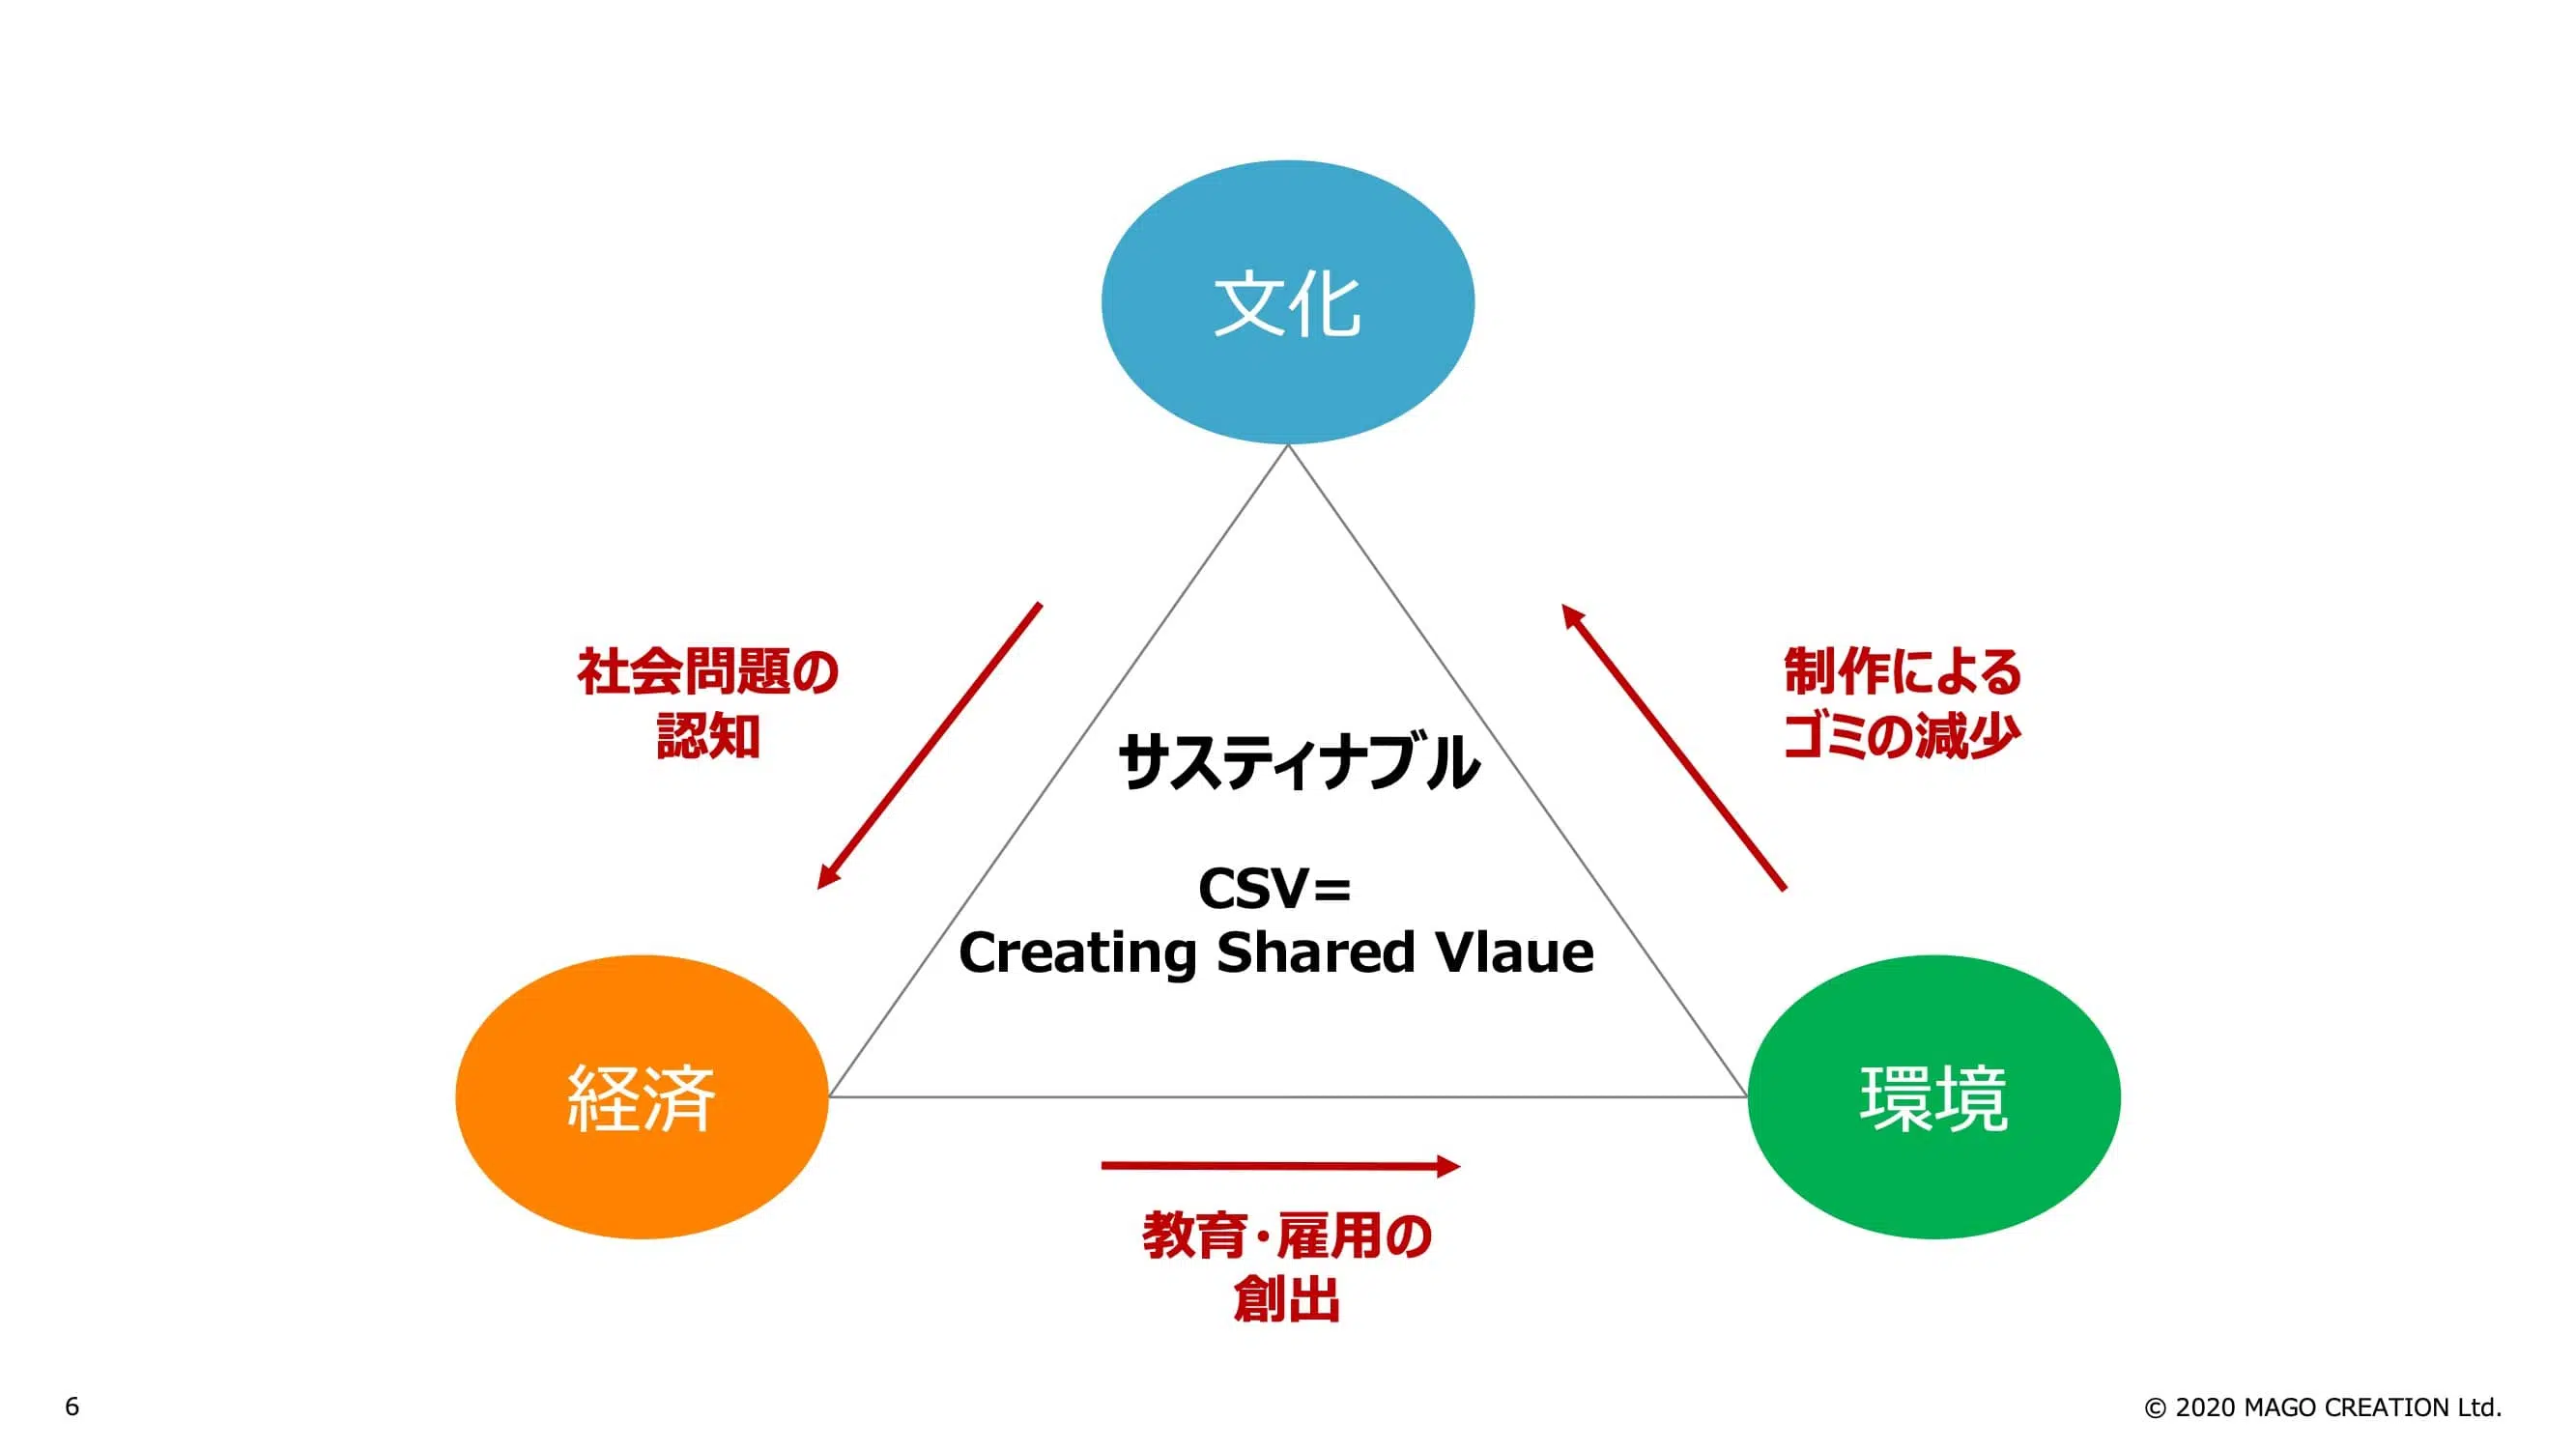 文化
社会問題の
認知
制作による
ゴミの減少
サスティナブル
CSV=
Creating Shared Vlaue
経済
環境
教育・雇用の
創出
6
© 2020 MAGO CREATION Ltd.